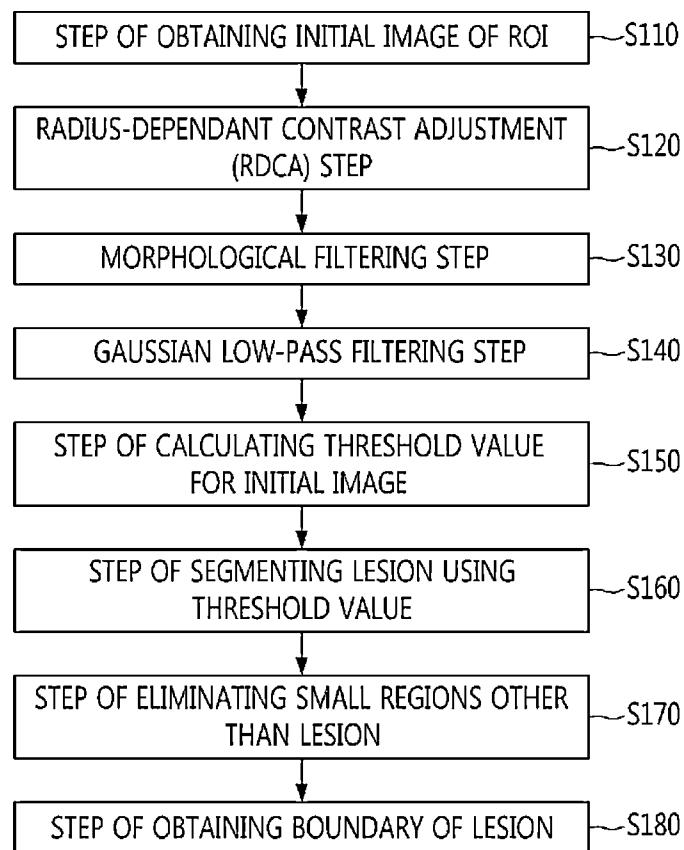 STEP OF OBTAINING INITIAL IMAGE OF ROI
S110
RADIUS-DEPENDANT CONTRAST ADJUSTMENT
(RDCA) STEP
S120
MORPHOLOGICAL FILTERING STEP
S130
GAUSSIAN LOW-PASS FILTERING STEP
S140
STEP OF CALCULATING THRESHOLD VALUE
FOR INITIAL IMAGE
S150
STEP OF SEGMENTING LESION USING
THRESHOLD VALUE
S160
STEP OF ELIMINATING SMALL REGIONS OTHER
THAN LESION
S170
STEP OF OBTAINING BOUNDARY OF LESION
S180